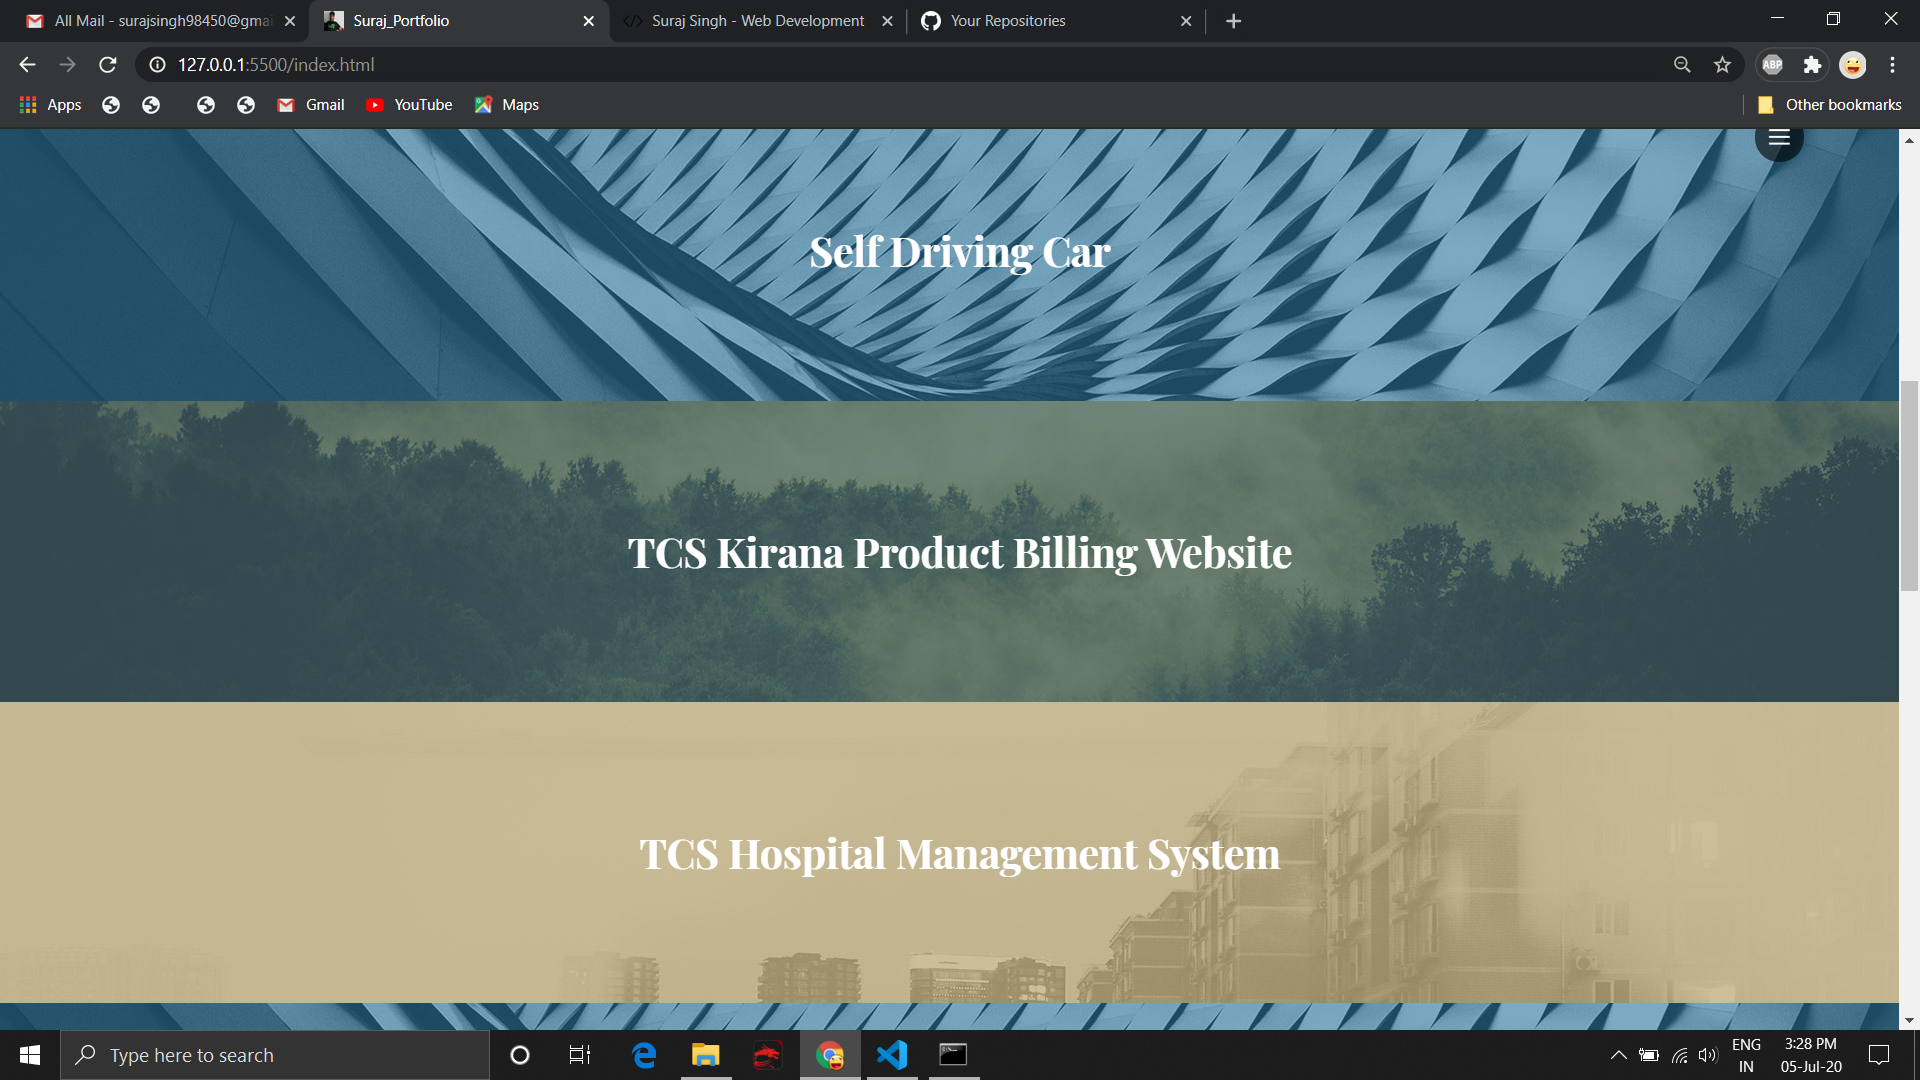 All Mail - surajsingh98450@gmai
Suraj_Portfolio
Suraj Singh - Web Development
Your Repositories
127.0.0.1:5500/index.html
ABP
Apps
Gmail
YouTube
Maps
Other bookmarks
Self Driving Car
TCS Kirana Product Billing Website
TCS Hospital Management System
Type here to search
ENG
IN
3:28 PM
05-Jul-20